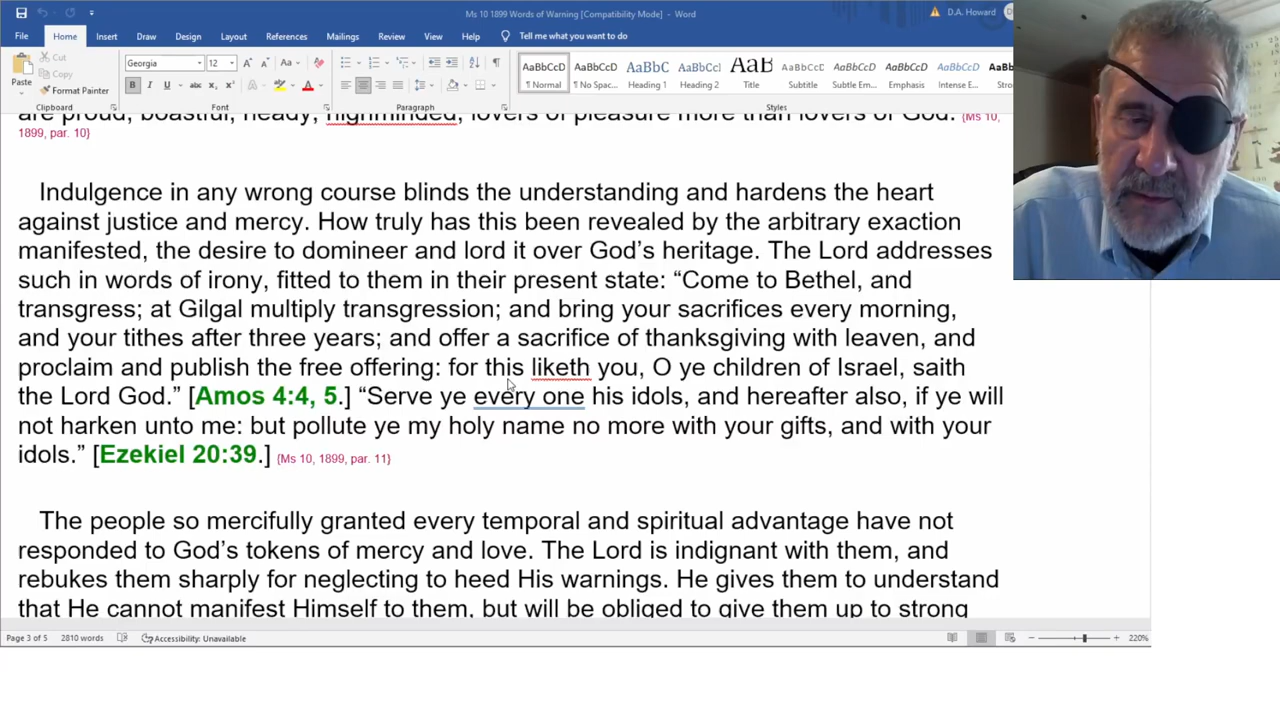 Ms 10 1899 Words of Warning [Compatibility Mode] - Word
D.A. Howard
File Home Insert Draw Design Layout References Mailings Review View Help Tell me what you want to do
Paste
Cut
Copy
Format Painter
Clipboard
Georgia 12
Font
Paragraph
AaBbCcD AaBbCcD AaBbC AaBbCcl AaB AaBbCcD AaBbCcD AaBbCcD AaBbCcD AaBb
¶ Normal ¶ No Spac... Heading 1 Heading 2 Title Subtitle Subtle Em... Emphasis Intense E... Stro
Styles
are proud, boastful, heady, highminded, lovers of pleasure more than lovers of God. {Ms 10,
1899, par. 10}
Indulgence in any wrong course blinds the understanding and hardens the heart
against justice and mercy. How truly has this been revealed by the arbitrary exaction
manifested, the desire to domineer and lord it over God's heritage. The Lord addresses
such in words of irony, fitted to them in their present state: “Come to Bethel, and
transgress; at Gilgal multiply transgression; and bring your sacrifices every morning,
and your tithes after three years; and offer a sacrifice of thanksgiving with leaven, and
proclaim and publish the free offering: for this liketh you, O ye children of Israel, saith
the Lord God.” [Amos 4:4, 5.] “Serve ye every one his idols, and hereafter also, if ye will
not harken unto me: but pollute ye my holy name no more with your gifts, and with your
idols.” [Ezekiel 20:39.] {Ms 10, 1899, par. 11}
The people so mercifully granted every temporal and spiritual advantage have not
responded to God's tokens of mercy and love. The Lord is indignant with them, and
rebukes them sharply for neglecting to heed His warnings. He gives them to understand
that He cannot manifest Himself to them, but will be obliged to give them up to strong
Page 3 of 5 2810 words Accessibility: Unavailable 220%